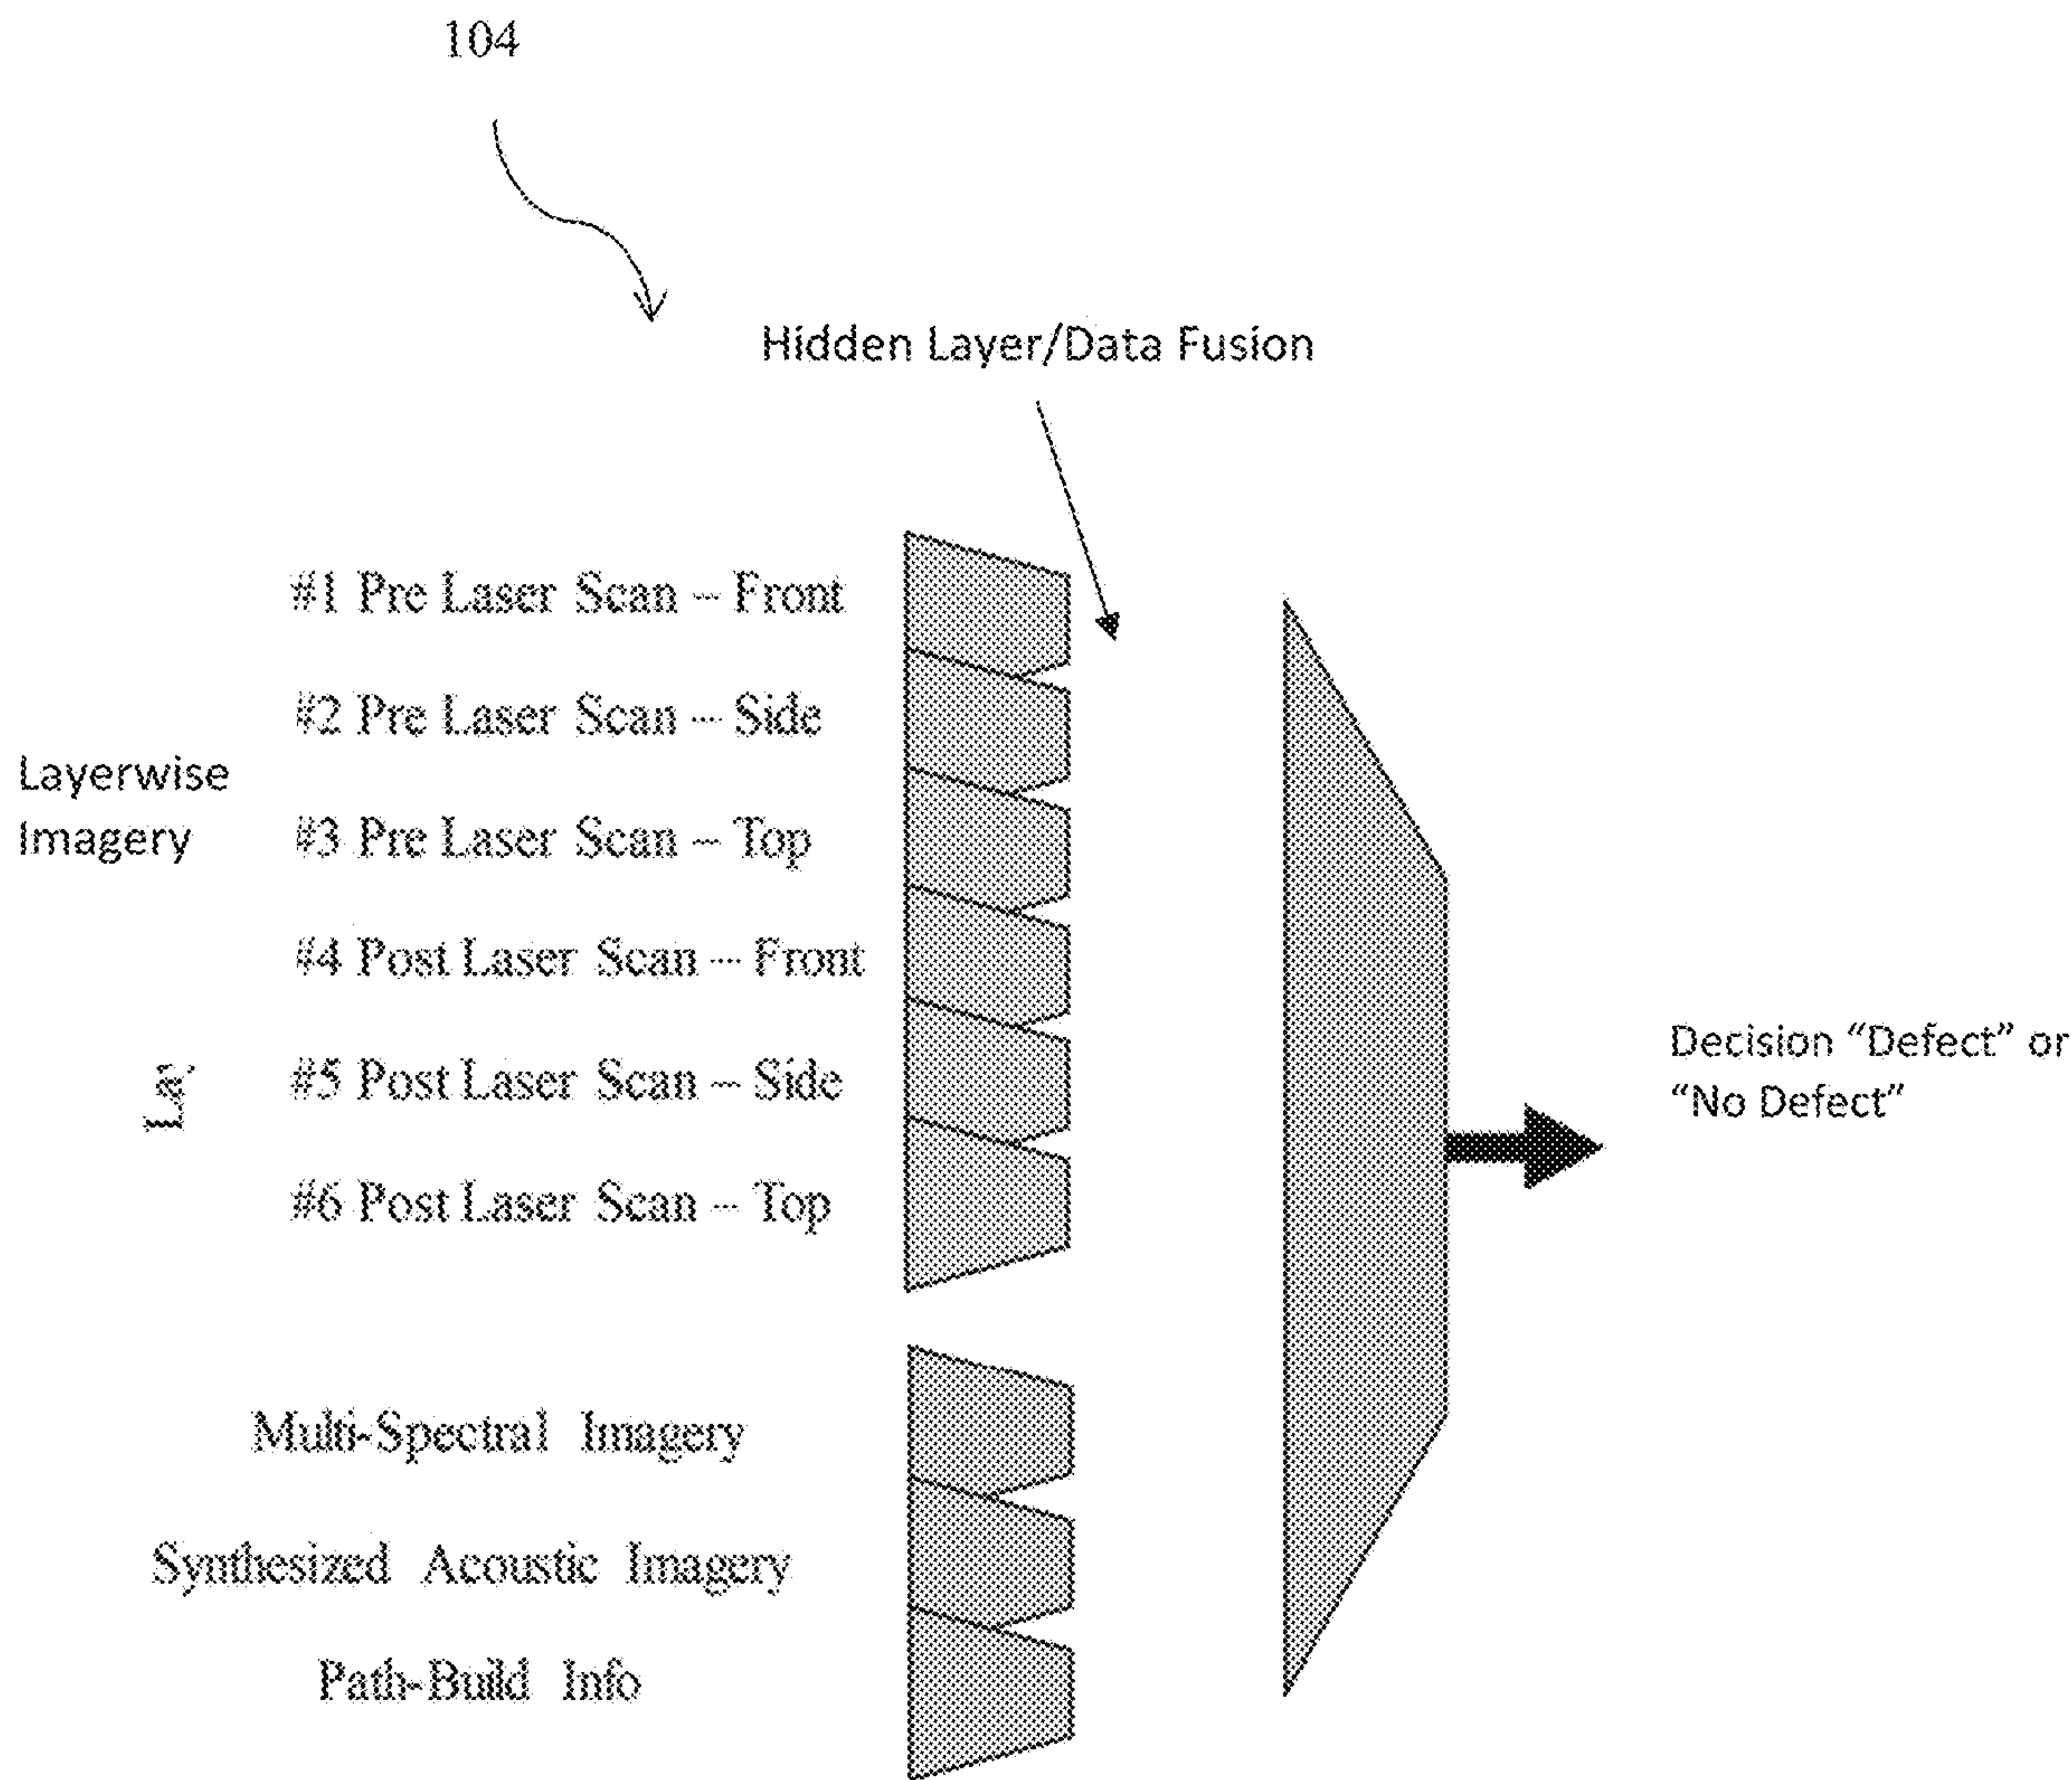 104
Hidden Layer/Data Fusion
#1 Pre Laser Scan – Front
#2 Pre Laser Scan – Side
Layerwise
Imagery
#3 Pre Laser Scan – Top
#4 Post Laser Scan – Front
#5 Post Laser Scan – Side
#6 Post Laser Scan – Top
Decision “Defect” or
“No Defect”
Multi-Spectral Imagery
Synthesized Acoustic Imagery
Path-Build Info